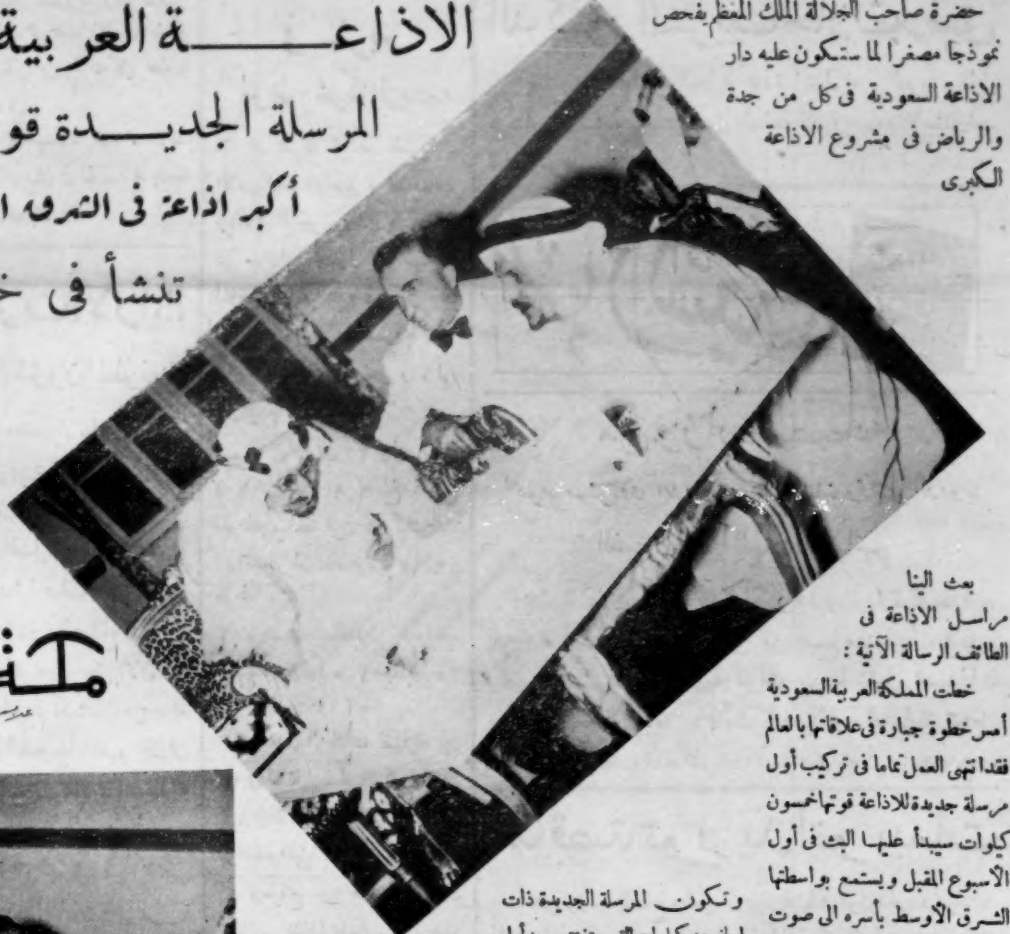 الاذاعــــــة العربية
المرسلة الجديــــدة قو
أكبر اذاعة فى الشرق ا
تنشأ فى
حضرة صاحب الجلالة الملك المعظم يفحص
نموذجا مصغرا لما ستكون عليه دار
الاذاعة السعودية فى كل من جدة
والرياض فى مشروع الاذاعة
الكبرى
بعث الينا
مراسل الاذاعة فى
الطائف الرسالة الآتية :
خطت المملكة العربية السعودية
أمس خطوة جبارة فى علاقاتها بالعالم
فقد انتهى العمل تماما فى تركيب أول
مرسلة جديدة للاذاعة قوتها خمسون
كيلوات سيبدأ عليها البث فى أول
الأسبوع المقبل ويستمع بواسطتها
الشرق الأوسط بأسره الى صوت
وتكون المرسلة الجديدة ذات